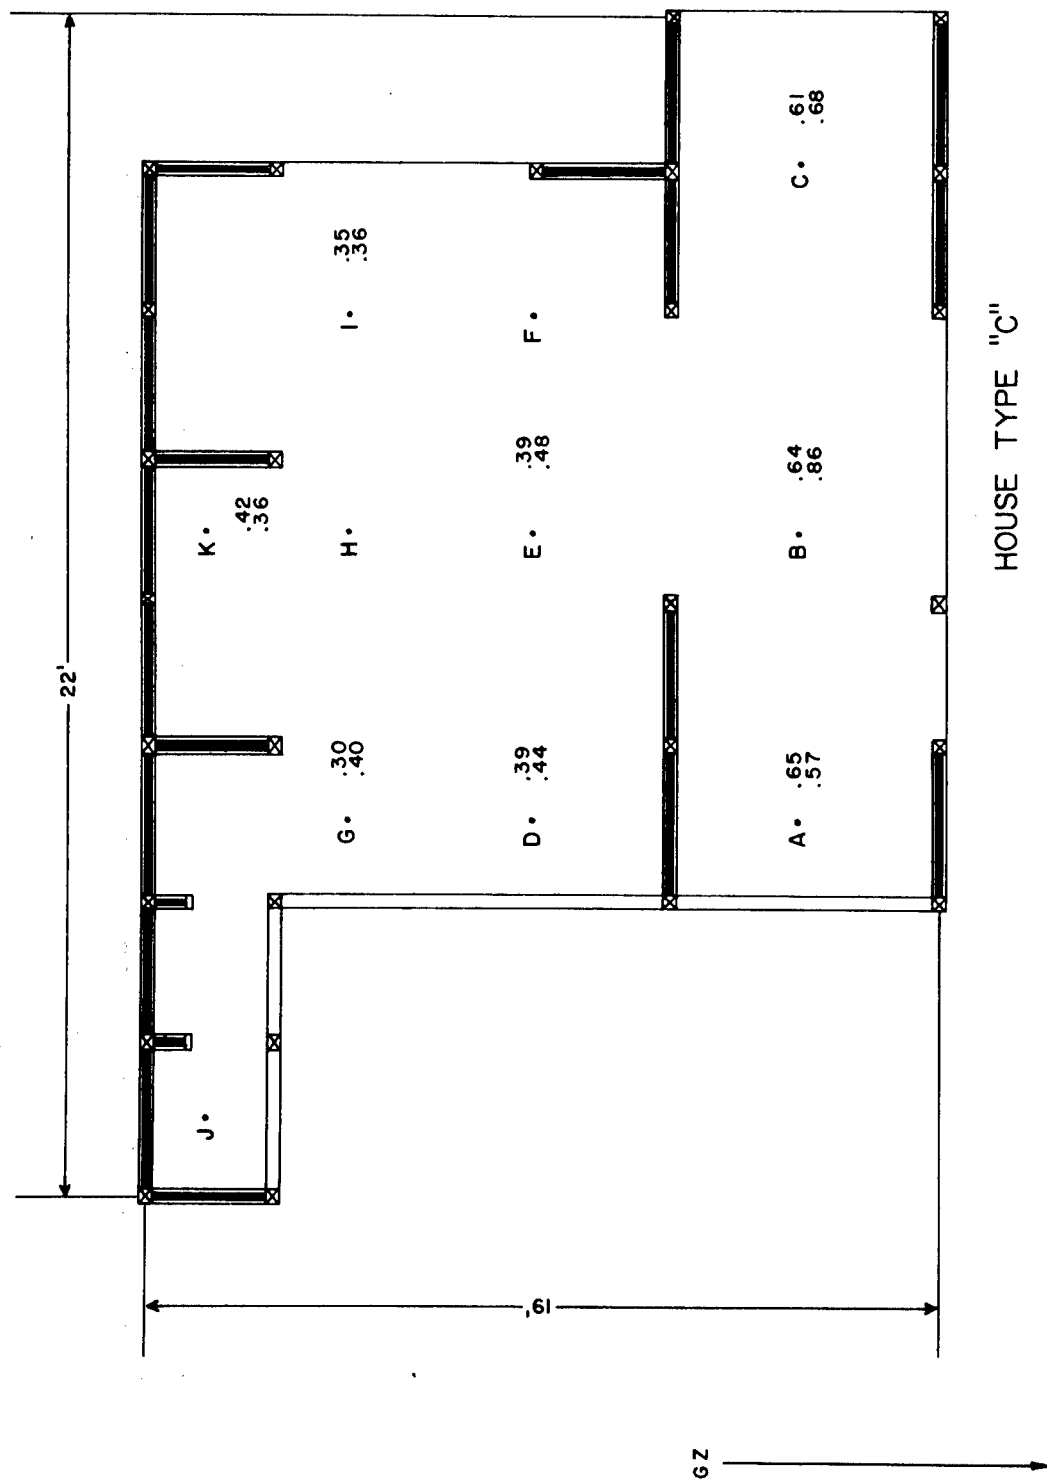 22'
J
K
.42
.36
G
.30
.40
H
I
.35
.36
19'
D
.39
.44
E
.39
.48
F
GZ
A
.65
.57
B
.64
.86
C
.61
.68
HOUSE TYPE "C"